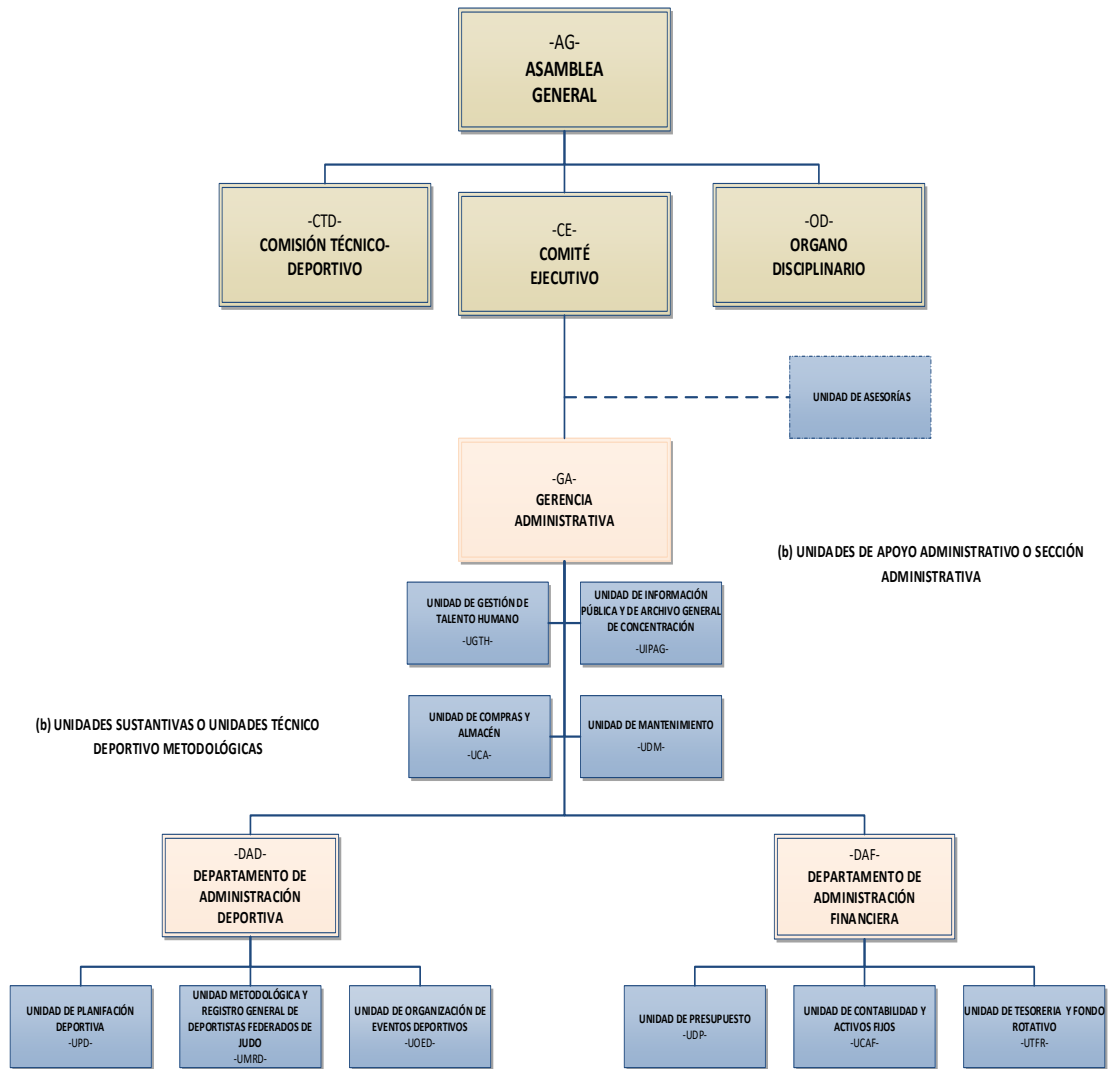 -AG-
ASAMBLEA
GENERAL
-CTD-
COMISIÓN TÉCNICO-
DEPORTIVO
-CE-
COMITÉ
EJECUTIVO
-OD-
ORGANO
DISCIPLINARIO
UNIDAD DE ASESORÍAS
-GA-
GERENCIA
ADMINISTRATIVA
(b) UNIDADES DE APOYO ADMINISTRATIVO O SECCIÓN
ADMINISTRATIVA
UNIDAD DE GESTIÓN DE
TALENTO HUMANO
-UGTH-
UNIDAD DE INFORMACIÓN
PÚBLICA Y DE ARCHIVO GENERAL
DE CONCENTRACIÓN
-UIPAG-
(b) UNIDADES SUSTANTIVAS O UNIDADES TÉCNICO
DEPORTIVO METODOLÓGICAS
UNIDAD DE COMPRAS Y
ALMACÉN
-UCA-
UNIDAD DE MANTENIMIENTO
-UDM-
-DAD-
DEPARTAMENTO DE
ADMINISTRACIÓN
DEPORTIVA
-DAF-
DEPARTAMENTO DE
ADMINISTRACIÓN
FINANCIERA
UNIDAD DE PLANIFACIÓN
DEPORTIVA
-UPD-
UNIDAD METODOLÓGICA Y
REGISTRO GENERAL DE
DEPORTISTAS FEDERADOS DE
JUDO
-UMRD-
UNIDAD DE ORGANIZACIÓN DE
EVENTOS DEPORTIVOS
-UOED-
UNIDAD DE PRESUPUESTO
-UDP-
UNIDAD DE CONTABILIDAD Y
ACTIVOS FIJOS
-UCAF-
UNIDAD DE TESORERIA Y FONDO
ROTATIVO
-UTFR-